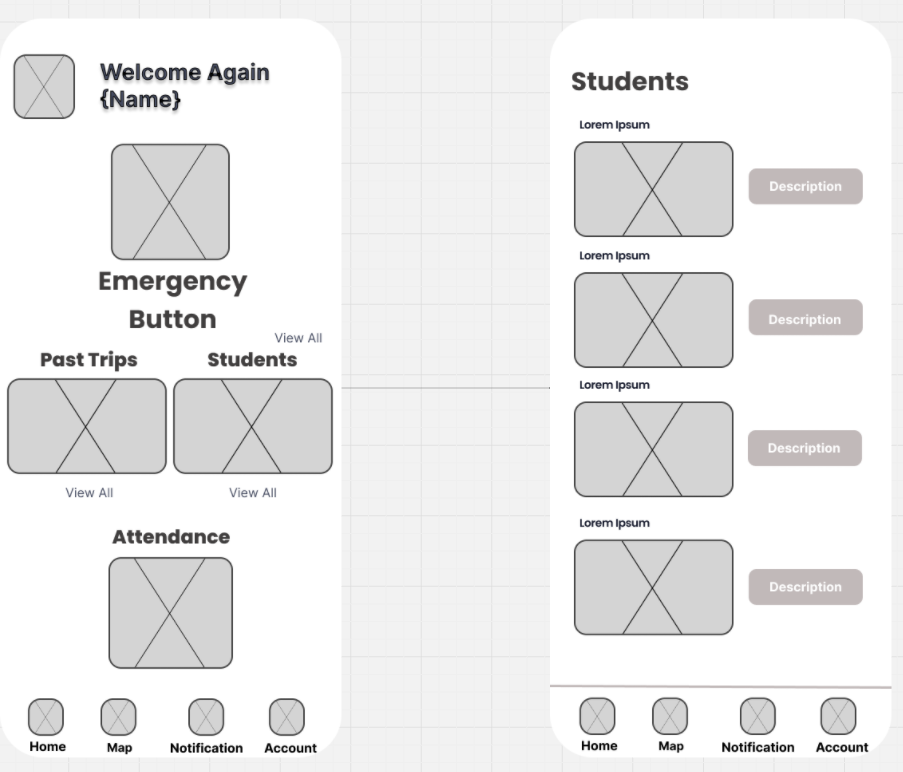 Welcome Again
{Name}
Emergency
Button
View All
Past Trips
Students
View All
View All
Attendance
Home
Map
Notification
Account
Students
Lorem Ipsum
Description
Lorem Ipsum
Description
Lorem Ipsum
Description
Lorem Ipsum
Description
Home
Map
Notification
Account